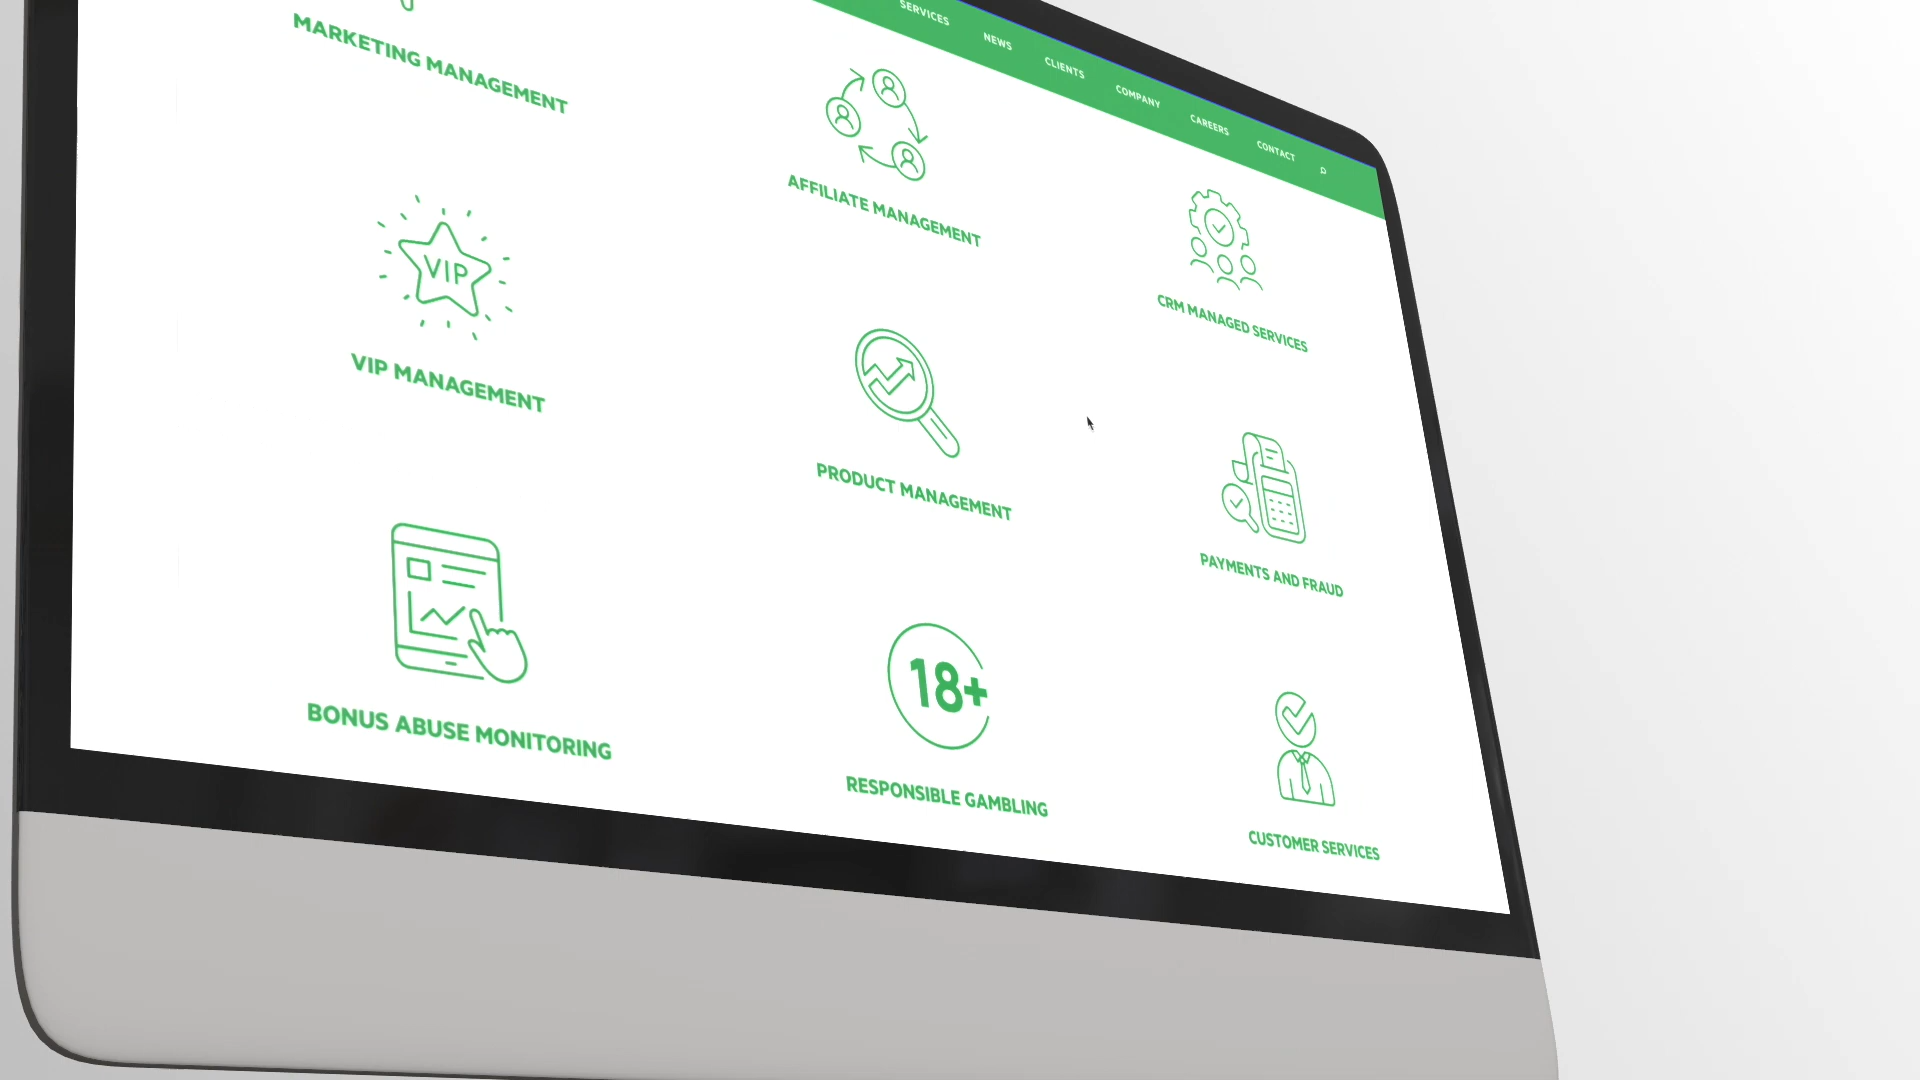 SERVICES
NEWS
CLIENTS
COMPANY
CAREERS
CONTACT
MARKETING MANAGEMENT
AFFILIATE MANAGEMENT
CRM MANAGED SERVICES
VIP
VIP MANAGEMENT
PRODUCT MANAGEMENT
PAYMENTS AND FRAUD
BONUS ABUSE MONITORING
18+
RESPONSIBLE GAMBLING
CUSTOMER SERVICES